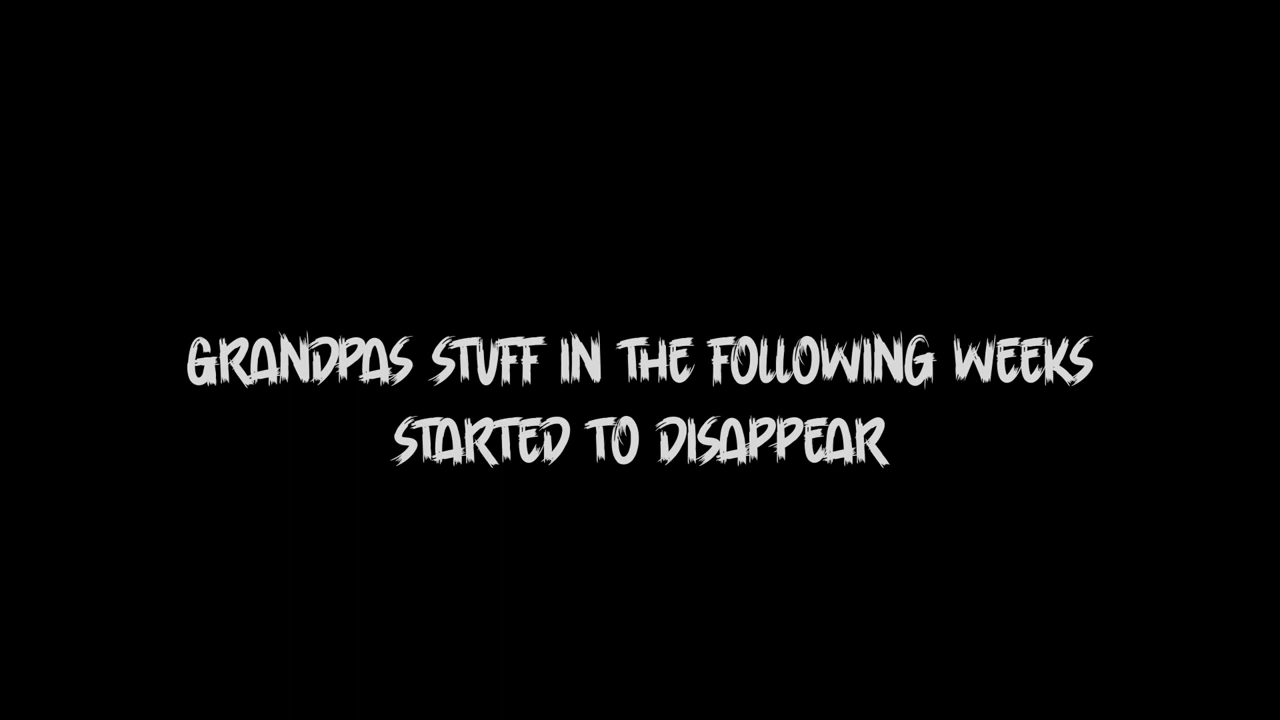 GRANDPAS STUFF IN THE FOLLOWING WEEKS
STARTED TO DISAPPEAR